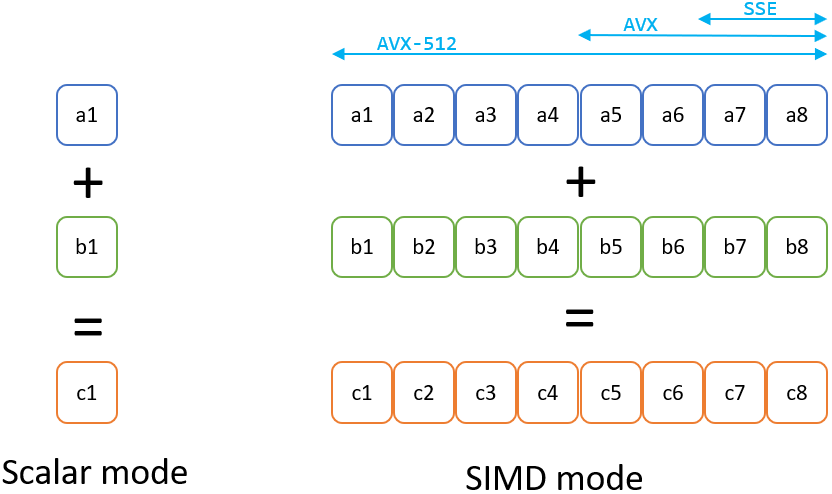 SSE
AVX
AVX-512
a1 a1 a2 a3 a4 a5 a6 a7 a8
+ +
b1 b1 b2 b3 b4 b5 b6 b7 b8
= =
c1 c1 c2 c3 c4 c5 c6 c7 c8
Scalar mode SIMD mode